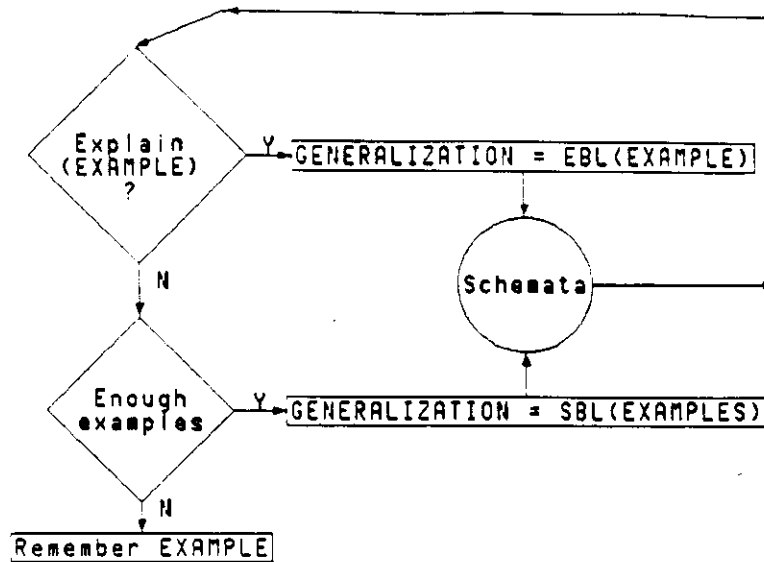 Explain
(EXAMPLE)
?
Y
GENERALIZATION = EBL(EXAMPLE)
N
Schemata
Enough
examples
Y
GENERALIZATION = SBL(EXAMPLES)
N
Remember EXAMPLE